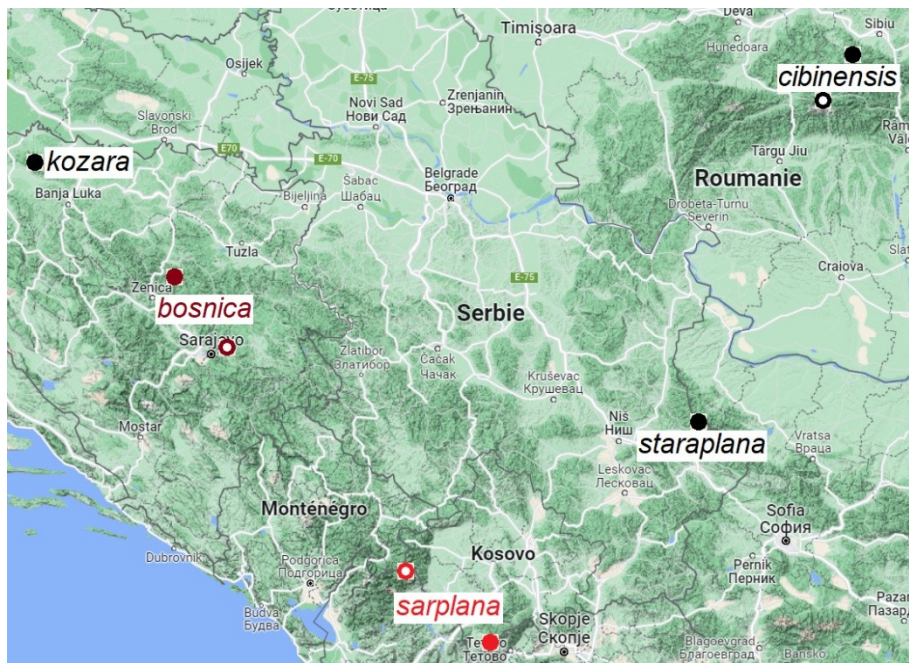 Timișoara
Deva
Sibiu
Hunedoara
Osijek
E-75
cibinensis
Novi Sad
Нови Сад
Zrenjanin
Зрењанин
Slavonski
Brod
E70
E-70
kozara
Târgu Jiu
Banja Luka
Bijeljina
Šabac
Шабац
Belgrade
Београд
Roumanie
Drobeta-Turnu
Severin
Tuzla
E-75
Craiova
Zenica
bosnica
Serbie
Sarajevo
Zlatibor
Златибор
Čačak
Чачак
Kruševac
Крушевац
Mostar
Niš
Ниш
staraplana
Vratsa
Враца
Leskovac
Лесковац
Monténégro
Sofia
София
Kosovo
Dubrovnik
Podgorica
Подгорица
Pernik
Перник
sarplana
Budva
Будва
Skopje
Скопје
Tetovo
Тетово
Blagoevgrad
Благоевград
Bansko